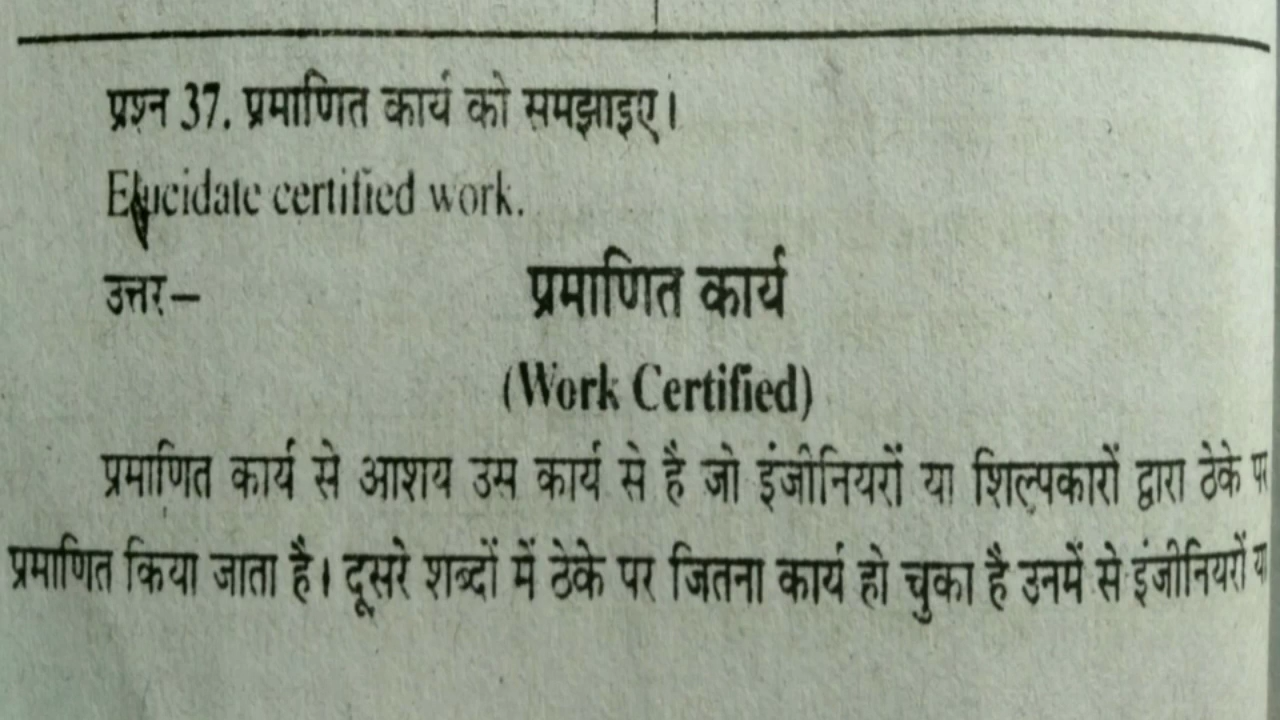 प्रश्न 37. प्रमाणित कार्य को समझाइए।
Elucidate certified work.
उत्तर– प्रमाणित कार्य
(Work Certified)
प्रमाणित कार्य से आशय उस कार्य से है जो इंजीनियरों या शिल्पकारों द्वारा ठेके पर
प्रमाणित किया जाता है। दूसरे शब्दों में ठेके पर जितना कार्य हो चुका है उनमें से इंजीनियरों